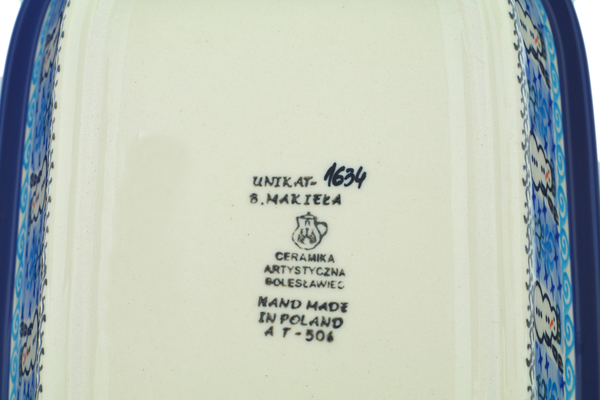 UNIKAT- 1634
B. MAKIEŁA
CERAMIKA
ARTYSTYCZNA
BOLESŁAWIEC
HAND MADE
IN POLAND
A T - 506